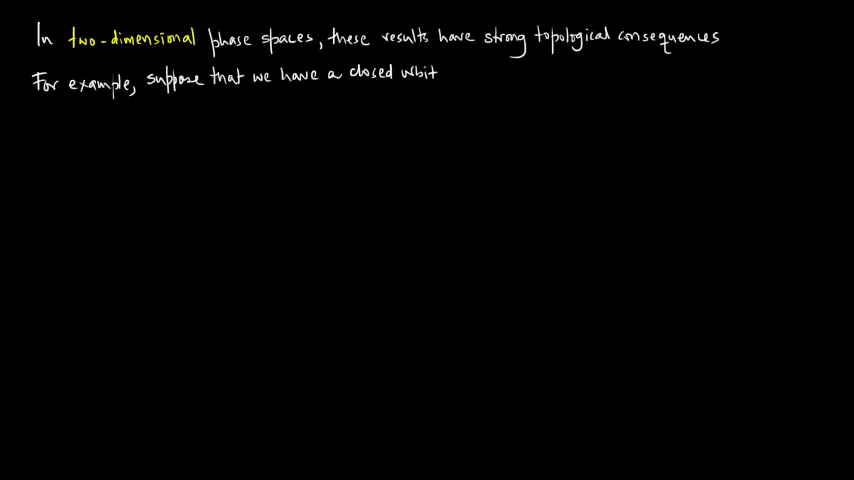 In two-dimensional phase spaces, these results have strong topological consequences
For example, suppose that we have a closed orbit